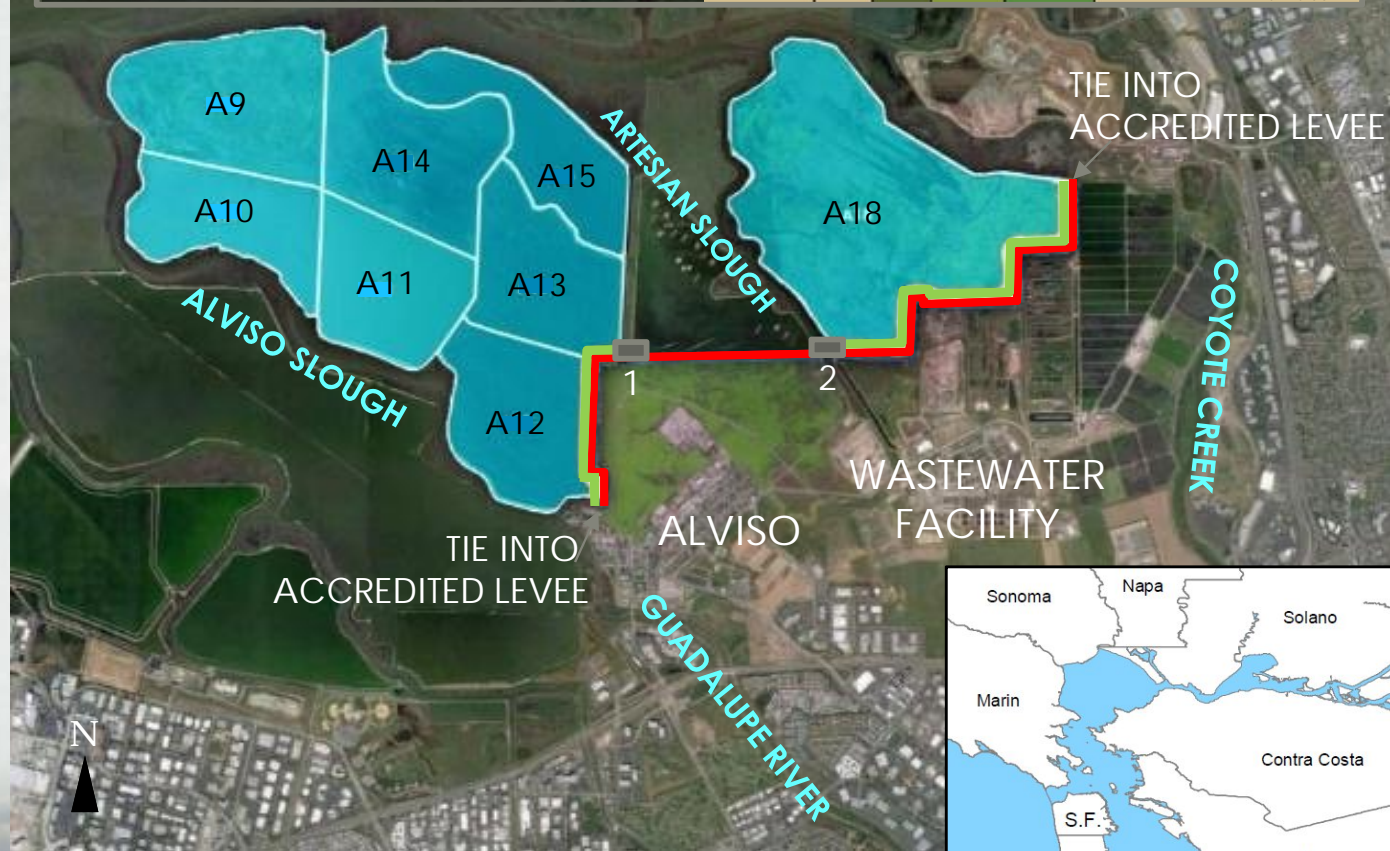 TIE INTO
ACCREDITED LEVEE
A9
A14
A15
ARTESIAN SLOUGH
A10
A18
A11
A13
ALVISO SLOUGH
COYOTE CREEK
1
2
A12
WASTEWATER
FACILITY
ALVISO
TIE INTO
ACCREDITED LEVEE
GUADALUPE RIVER
N
Sonoma
Napa
Solano
Marin
Contra Costa
S.F.